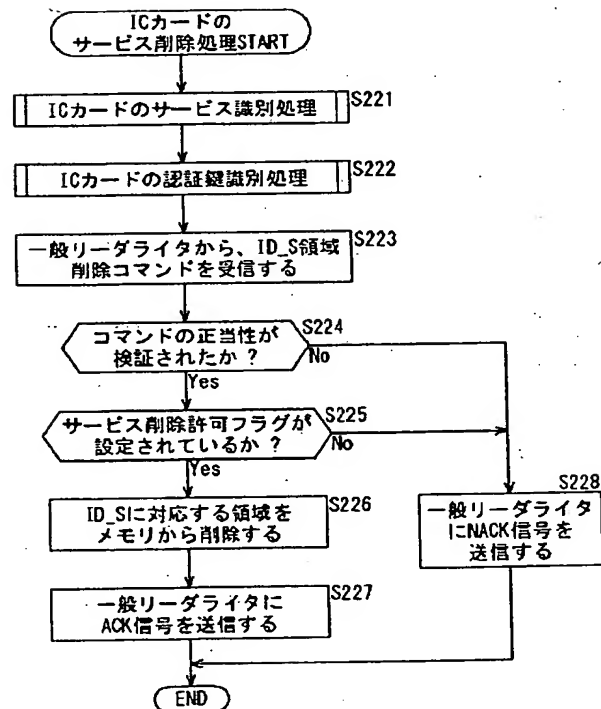 ICカードの
サービス削除処理START
ICカードのサービス識別処理
S221
ICカードの認証鍵識別処理
S222
S223
一般リーダライタから、ID_S領域
削除コマンドを受信する
S224
コマンドの正当性が
検証されたか ?
No
Yes
S225
サービス削除許可フラグが
設定されているか ?
No
Yes
S226
ID_Sに対応する領域を
メモリから削除する
S228
一般リーダライタ
にNACK信号を
送信する
S227
一般リーダライタに
ACK信号を送信する
END